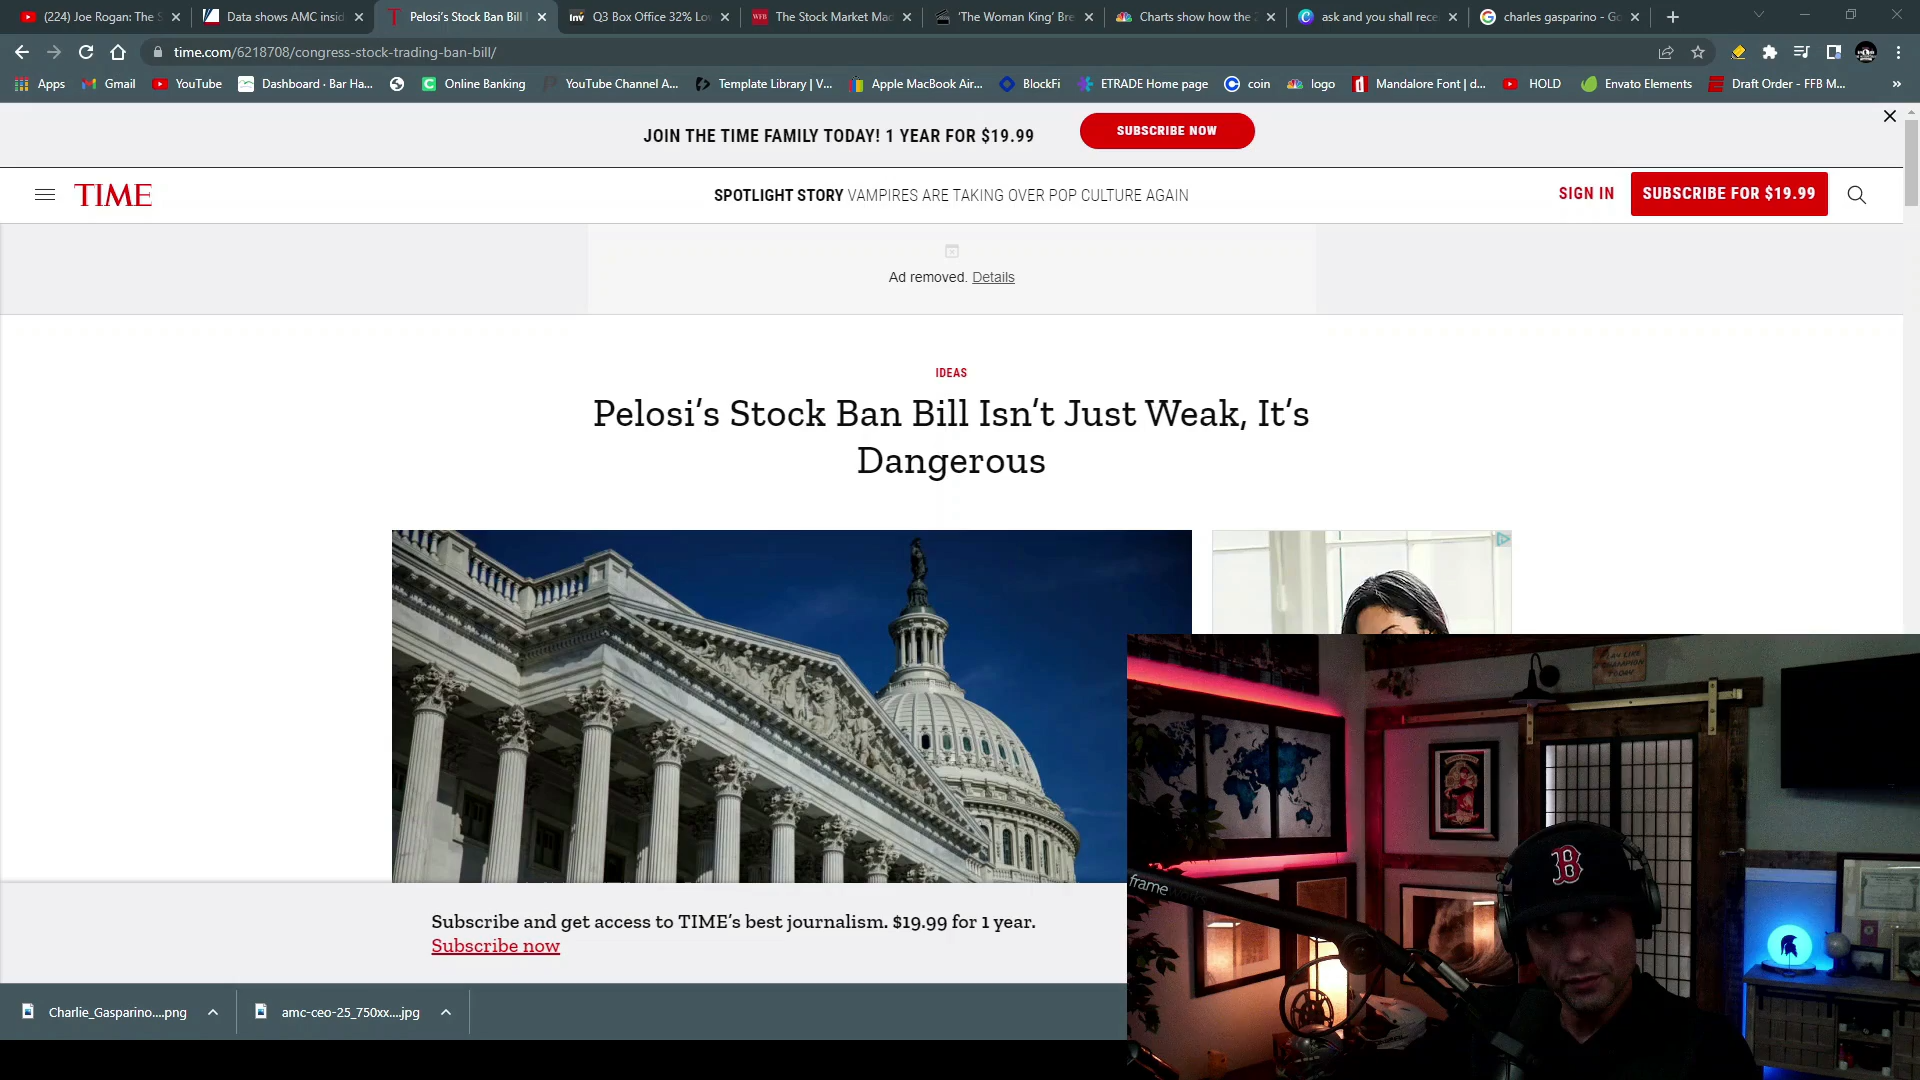 (224) Joe Rogan: The S
Data shows AMC insid
Pelosi's Stock Ban Bill
Q3 Box Office 32% Lo
The Stock Market Mac
'The Woman King' Bre
Charts show how the
ask and you shall rece
charles gasparino - Go
time.com/6218708/congress-stock-trading-ban-bill/
Apps
Gmail
YouTube
Dashboard · Bar Ha...
Online Banking
YouTube Channel A...
Template Library | V...
Apple MacBook Air...
BlockFi
ETRADE Home page
coin
logo
Mandalore Font | d...
HOLD
Envato Elements
Draft Order - FFB M...
JOIN THE TIME FAMILY TODAY! 1 YEAR FOR $19.99
SUBSCRIBE NOW
TIME
SPOTLIGHT STORY VAMPIRES ARE TAKING OVER POP CULTURE AGAIN
SIGN IN
SUBSCRIBE FOR $19.99
Ad removed. Details
IDEAS
Pelosi's Stock Ban Bill Isn't Just Weak, It's
Dangerous
PLAY LIKE
CHAMPION
TODAY
B
frame
Subscribe and get access to TIME's best journalism. $19.99 for 1 year.
Subscribe now
Charlie_Gasparino....png
amc-ceo-25_750xx....jpg